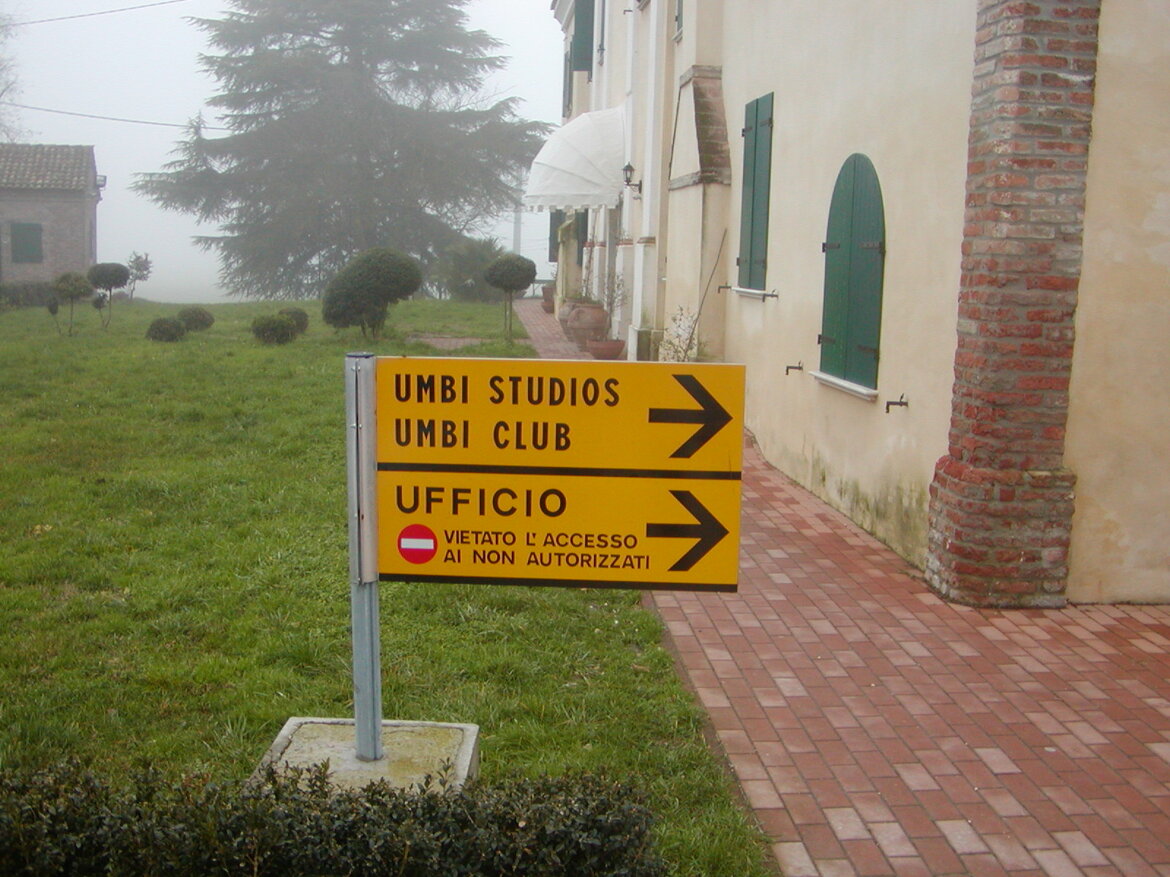 UMBI STUDIOS
UMBI CLUB
UFFICIO
VIETATO L' ACCESSO
AI NON AUTORIZZATI